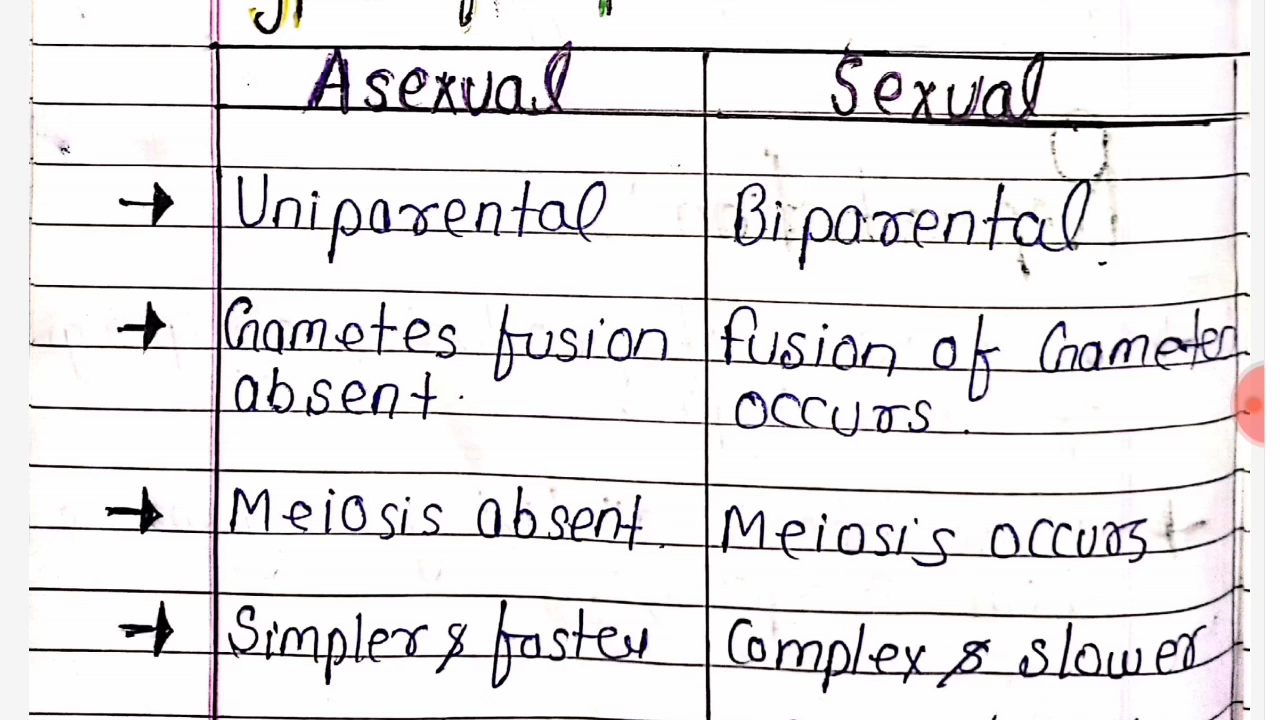 Asexual Sexual
→ Uniparental Biparental.
→ Gametes fusion fusion of Gametes
absent. occurs.
→ Meiosis absent. Meiosis occurs
→ Simpler & faster Complex & slower